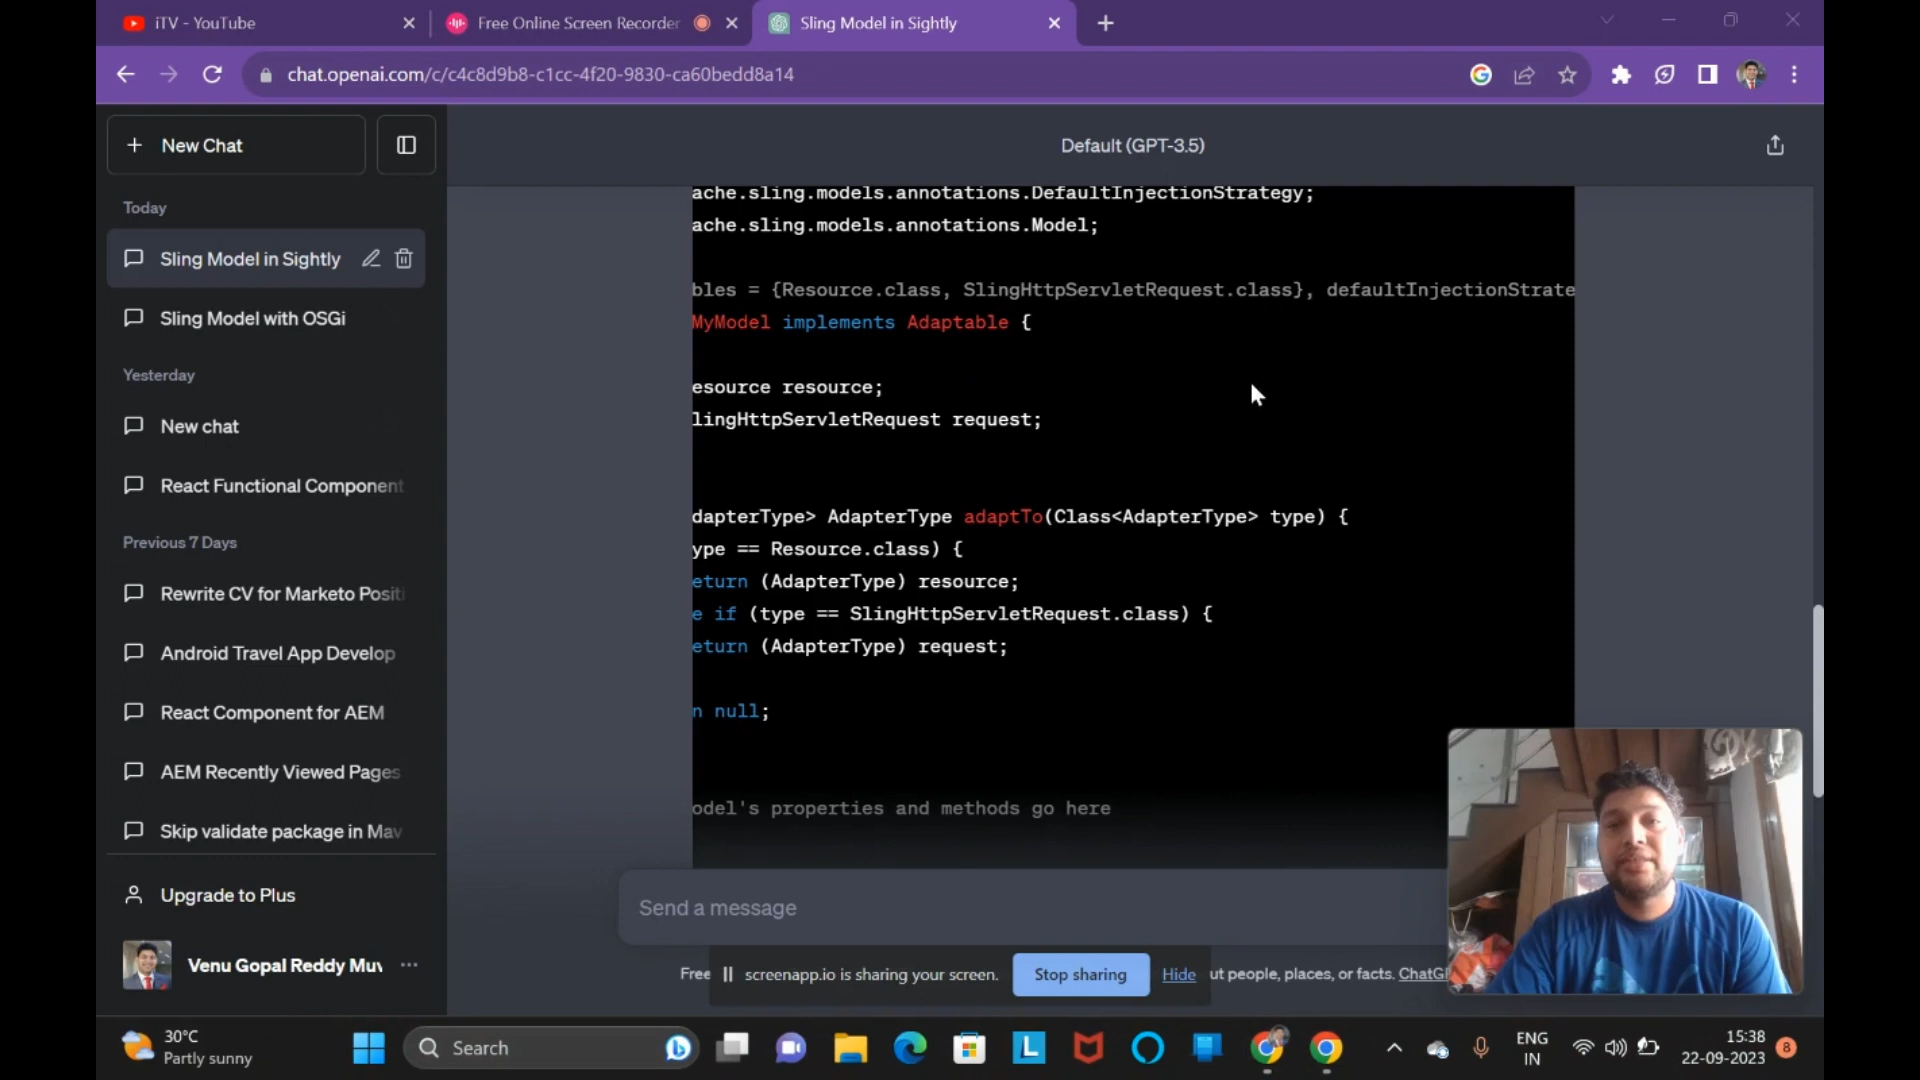 iTV - YouTube
Free Online Screen Recorder
Sling Model in Sightly
chat.openai.com/c/c4c8d9b8-c1cc-4f20-9830-ca60bedd8a14
New Chat
Default (GPT-3.5)
Today
Sling Model in Sightly
Sling Model with OSGi
Yesterday
New chat
React Functional Component
Previous 7 Days
Rewrite CV for Marketo Positi
Android Travel App Develop
React Component for AEM
AEM Recently Viewed Pages
Skip validate package in Mav
Upgrade to Plus
Venu Gopal Reddy Muv
ache.sling.models.annotations.DefaultInjectionStrategy;
ache.sling.models.annotations.Model;
bles = {Resource.class, SlingHttpServletRequest.class}, defaultInjectionStrate
MyModel implements Adaptable {
esource resource;
lingHttpServletRequest request;
dapterType> AdapterType adaptTo(Class<AdapterType> type) {
ype == Resource.class) {
eturn (AdapterType) resource;
e if (type == SlingHttpServletRequest.class) {
eturn (AdapterType) request;
n null;
odel's properties and methods go here
Send a message
Free
screenapp.io is sharing your screen.
Stop sharing
Hide
ut people, places, or facts. ChatG
30°C
Partly sunny
Search
ENG
IN
15:38
22-09-2023
8